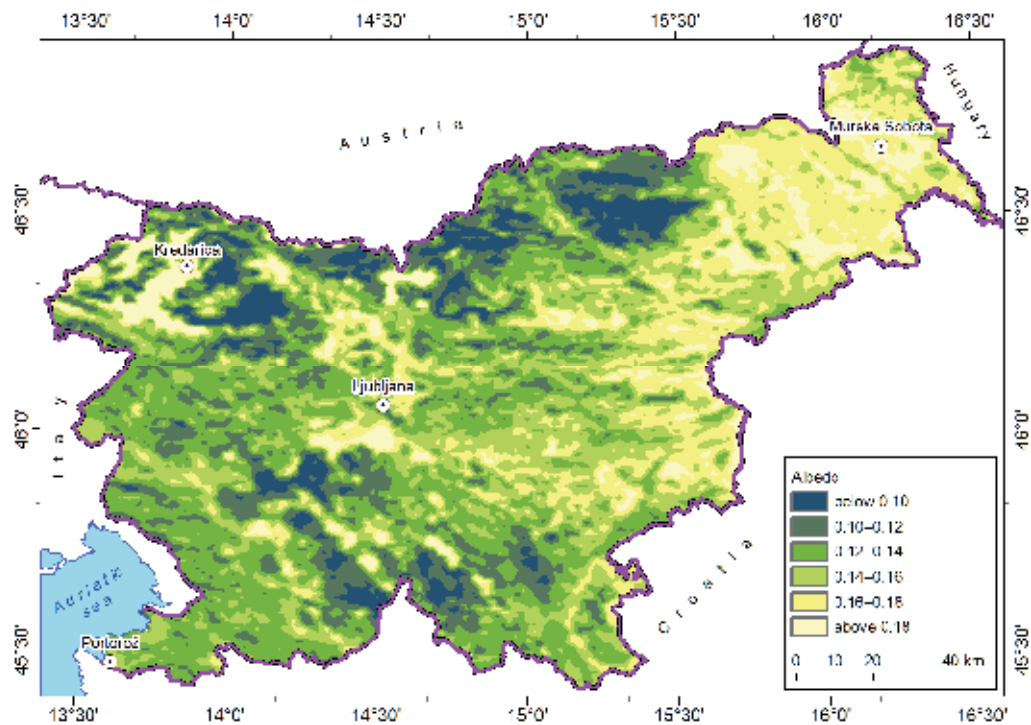 13°30' 14°0' 14°30' 15°0' 15°30' 16°0' 16°30'
Hungary
Austria
Murska Sobota
46°30' 46°30'
Kredarica
Ljubljana
46°0' 46°0'
Italy
Albedo
below 0.10
0.10–0.12
0.12–0.14
0.14–0.16
0.16–0.18
above 0.18
Croatia
Adriatic
sea
Portorož
45°30' 45°30'
0 10 20 40 km
13°30' 14°0' 14°30' 15°0' 15°30' 16°0' 16°30'